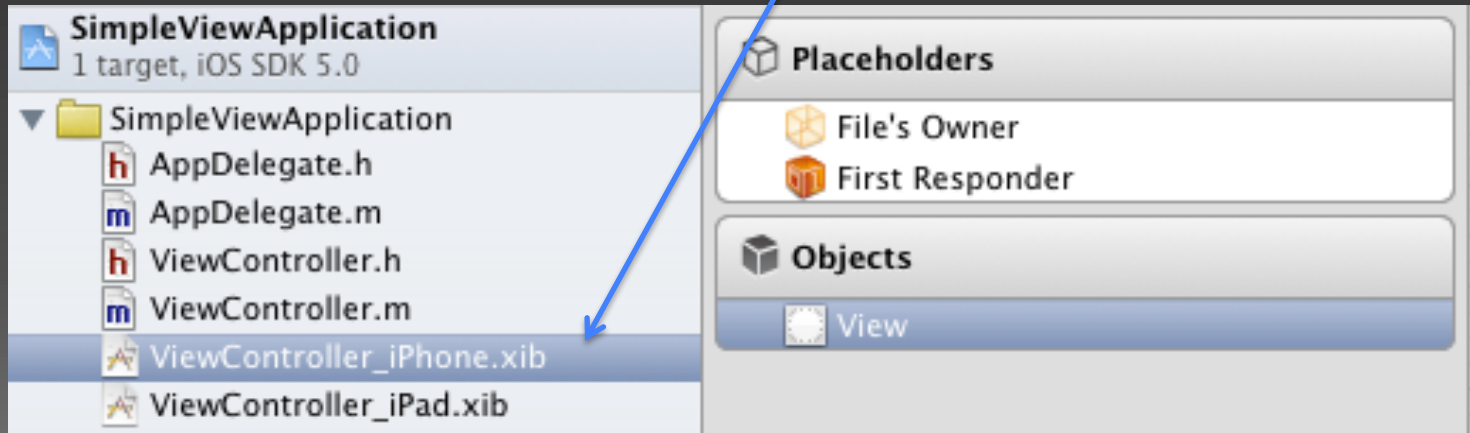 SimpleViewApplication
1 target, iOS SDK 5.0
SimpleViewApplication
h AppDelegate.h
m AppDelegate.m
h ViewController.h
m ViewController.m
ViewController_iPhone.xib
ViewController_iPad.xib
Placeholders
File's Owner
First Responder
Objects
View